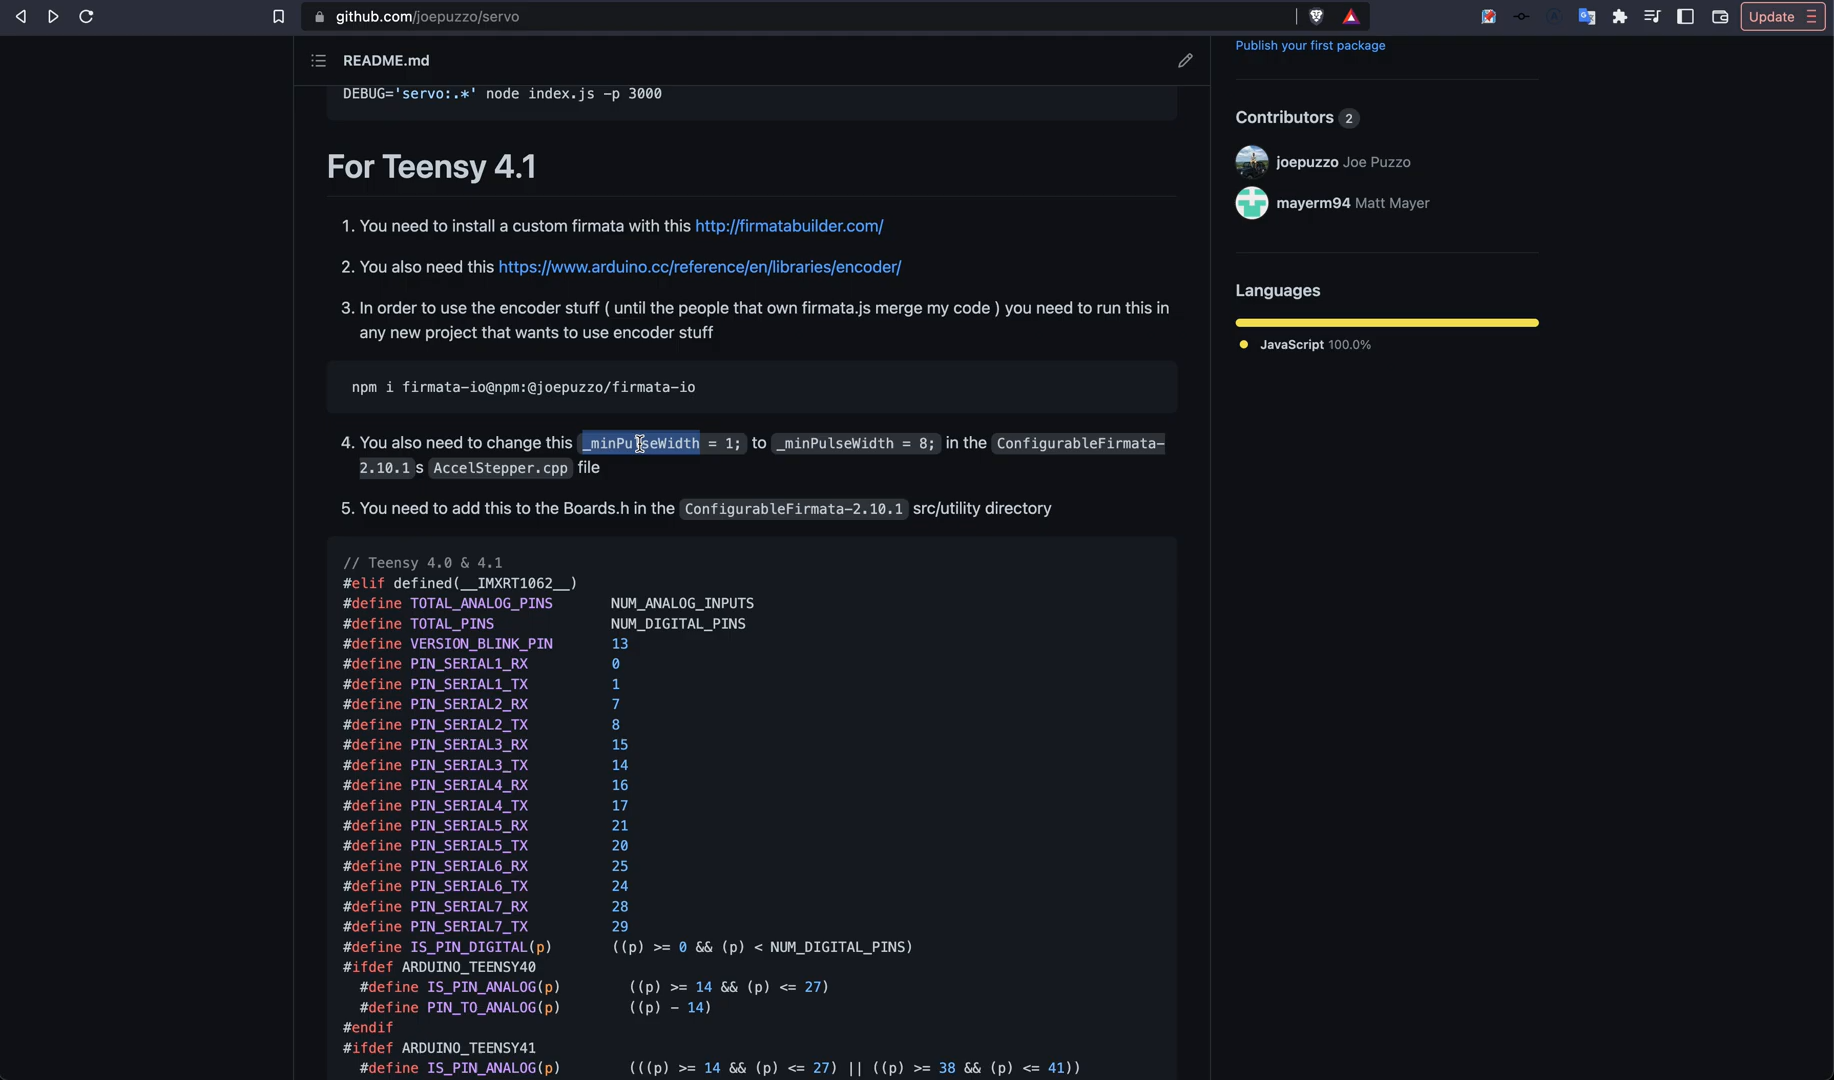 github.com/joepuzzo/servo
Update
README.md
DEBUG='servo:.*' node index.js -p 3000
For Teensy 4.1
1. You need to install a custom firmata with this http://firmatabuilder.com/
2. You also need this https://www.arduino.cc/reference/en/libraries/encoder/
3. In order to use the encoder stuff ( until the people that own firmata.js merge my code ) you need to run this in
any new project that wants to use encoder stuff
npm i firmata-io@npm:@joepuzzo/firmata-io
4. You also need to change this _minPulseWidth = 1; to _minPulseWidth = 8; in the ConfigurableFirmata-
2.10.1 s AccelStepper.cpp file
5. You need to add this to the Boards.h in the ConfigurableFirmata-2.10.1 src/utility directory
// Teensy 4.0 & 4.1
#elif defined(__IMXRT1062__)
#define TOTAL_ANALOG_PINS NUM_ANALOG_INPUTS
#define TOTAL_PINS NUM_DIGITAL_PINS
#define VERSION_BLINK_PIN 13
#define PIN_SERIAL1_RX 0
#define PIN_SERIAL1_TX 1
#define PIN_SERIAL2_RX 7
#define PIN_SERIAL2_TX 8
#define PIN_SERIAL3_RX 15
#define PIN_SERIAL3_TX 14
#define PIN_SERIAL4_RX 16
#define PIN_SERIAL4_TX 17
#define PIN_SERIAL5_RX 21
#define PIN_SERIAL5_TX 20
#define PIN_SERIAL6_RX 25
#define PIN_SERIAL6_TX 24
#define PIN_SERIAL7_RX 28
#define PIN_SERIAL7_TX 29
#define IS_PIN_DIGITAL(p) ((p) >= 0 && (p) < NUM_DIGITAL_PINS)
#ifdef ARDUINO_TEENSY40
#define IS_PIN_ANALOG(p) ((p) >= 14 && (p) <= 27)
#define PIN_TO_ANALOG(p) ((p) - 14)
#endif
#ifdef ARDUINO_TEENSY41
#define IS_PIN_ANALOG(p) (((p) >= 14 && (p) <= 27) || ((p) >= 38 && (p) <= 41))
Publish your first package
Contributors 2
joepuzzo Joe Puzzo
mayerm94 Matt Mayer
Languages
JavaScript 100.0%